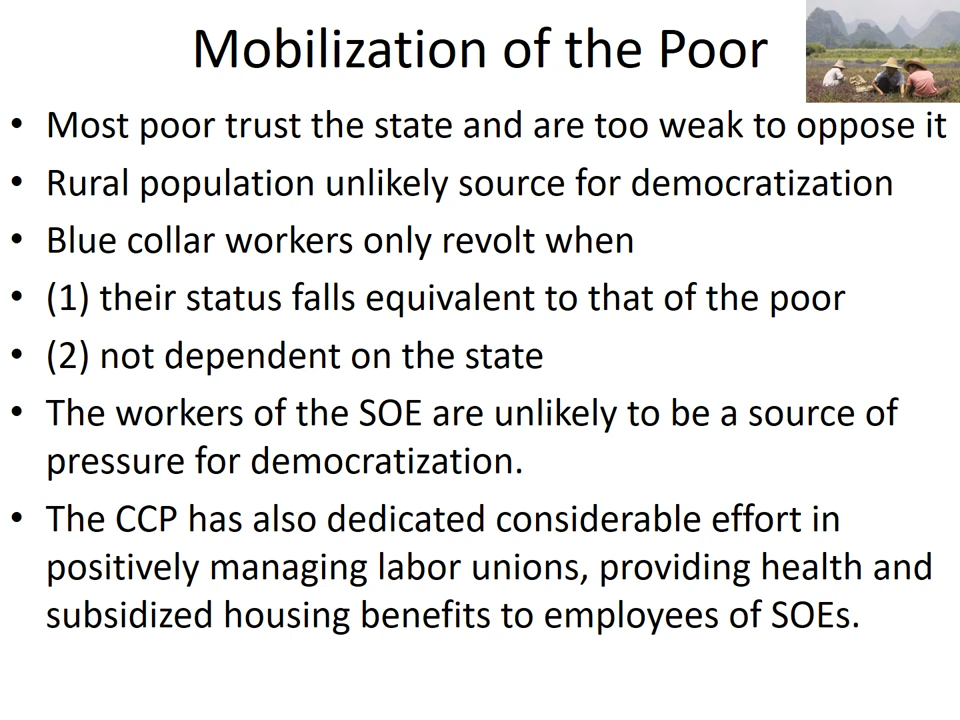 Mobilization of the Poor
• Most poor trust the state and are too weak to oppose it
• Rural population unlikely source for democratization
• Blue collar workers only revolt when
• (1) their status falls equivalent to that of the poor
• (2) not dependent on the state
• The workers of the SOE are unlikely to be a source of
pressure for democratization.
• The CCP has also dedicated considerable effort in
positively managing labor unions, providing health and
subsidized housing benefits to employees of SOEs.